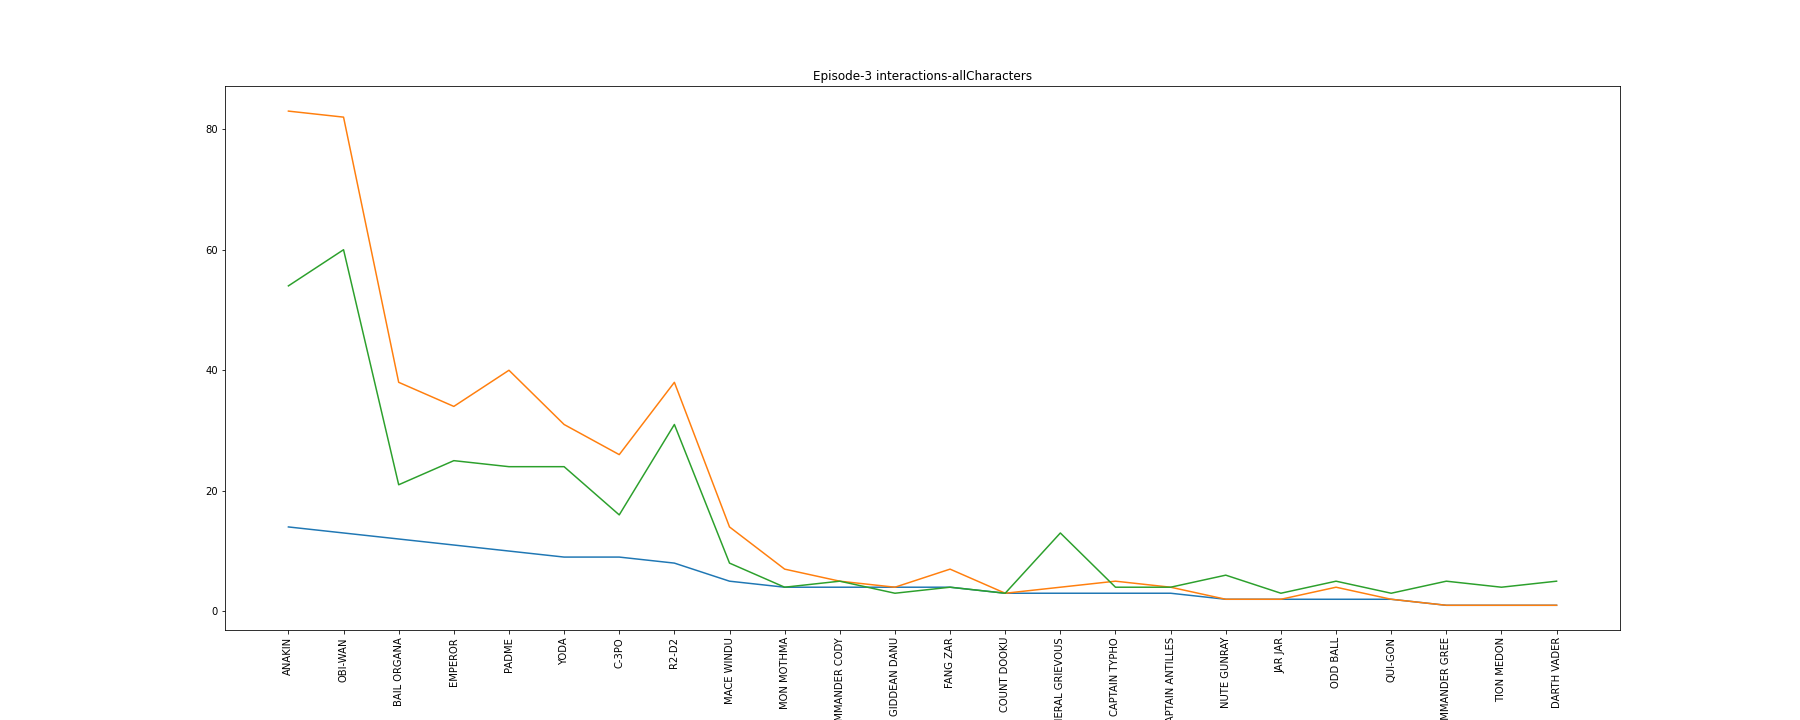 Episode-3 interactions-allCharacters
80
60
40
20
0
ANAKIN
OBI-WAN
BAIL ORGANA
EMPEROR
PADME
YODA
C-3PO
R2-D2
MACE WINDU
MON MOTHMA
MMANDER CODY
GIDDEAN DANU
FANG ZAR
COUNT DOOKU
NERAL GRIEVOUS
CAPTAIN TYPHO
APTAIN ANTILLES
NUTE GUNRAY
JAR JAR
ODD BALL
QUI-GON
MMANDER GREE
TION MEDON
DARTH VADER